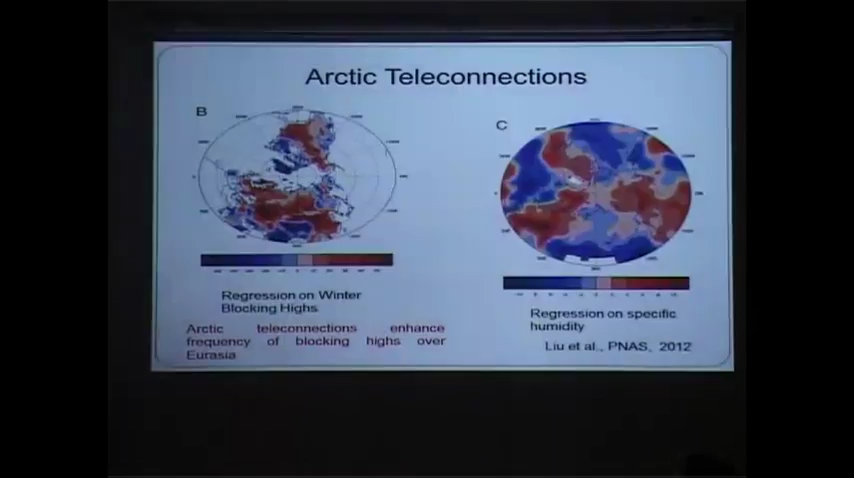 Arctic Teleconnections
B
C
Regression on Winter
Blocking Highs
Arctic teleconnections enhance
frequency of blocking highs over
Eurasia
Regression on specific
humidity
Liu et al., PNAS, 2012